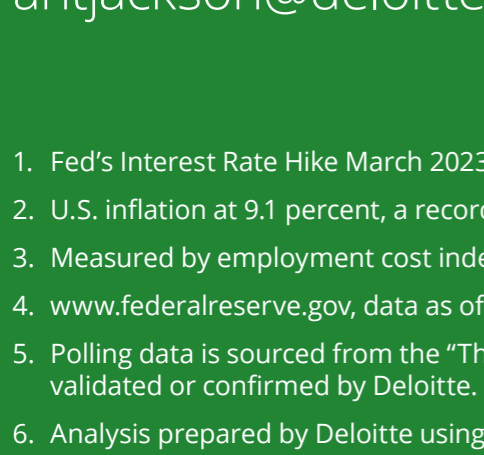 antjackson@deloitte
1. Fed’s Interest Rate Hike March 2023
2. U.S. inflation at 9.1 percent, a record
3. Measured by employment cost inde
4. www.federalreserve.gov, data as of
5. Polling data is sourced from the “Th
validated or confirmed by Deloitte.
6. Analysis prepared by Deloitte using